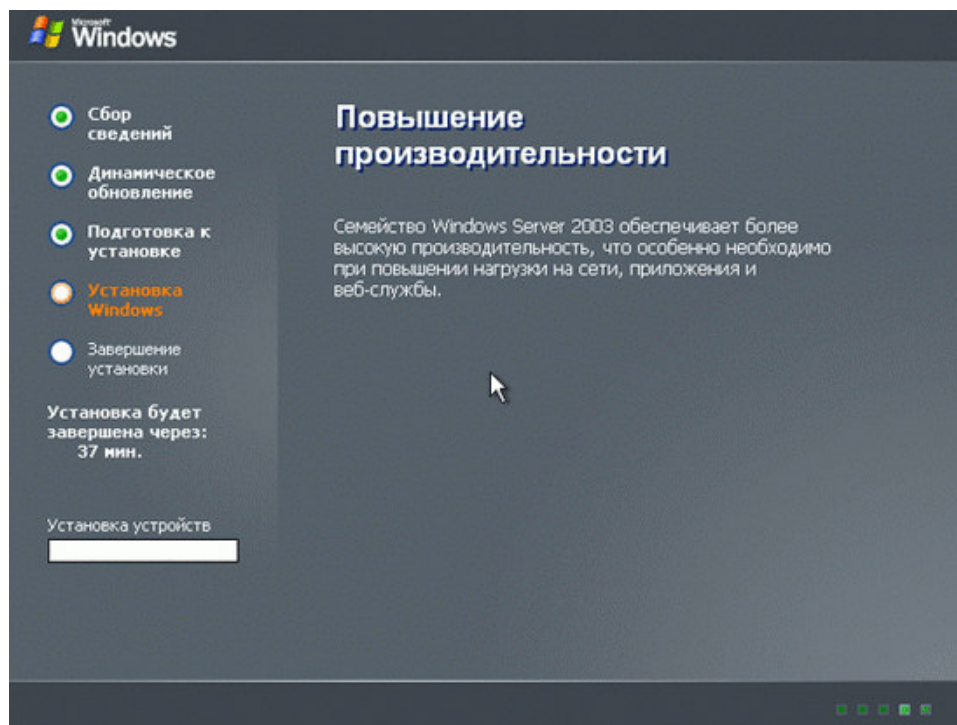 Microsoft
Windows
Сбор
сведений
Динамическое
обновление
Подготовка к
установке
Установка
Windows
Завершение
установки
Установка будет
завершена через:
37 мин.
Установка устройств
Повышение
производительности
Семейство Windows Server 2003 обеспечивает более
высокую производительность, что особенно необходимо
при повышении нагрузки на сети, приложения и
веб-службы.